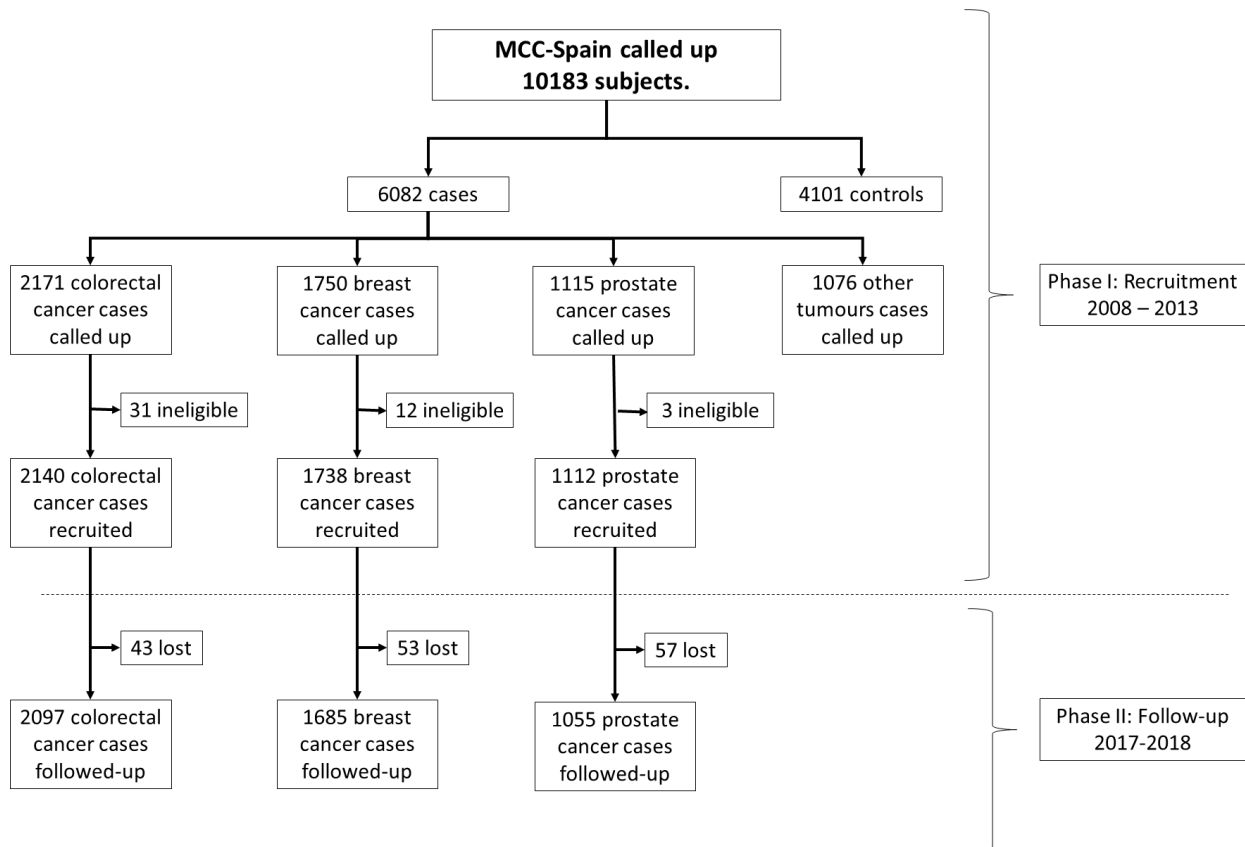 MCC-Spain called up
10183 subjects.
6082 cases
4101 controls
2171 colorectal
cancer cases
called up
1750 breast
cancer cases
called up
1115 prostate
cancer cases
called up
1076 other
tumours cases
called up
Phase I: Recruitment
2008 – 2013
31 ineligible
12 ineligible
3 ineligible
2140 colorectal
cancer cases
recruited
1738 breast
cancer cases
recruited
1112 prostate
cancer cases
recruited
43 lost
53 lost
57 lost
2097 colorectal
cancer cases
followed-up
1685 breast
cancer cases
followed-up
1055 prostate
cancer cases
followed-up
Phase II: Follow-up
2017-2018